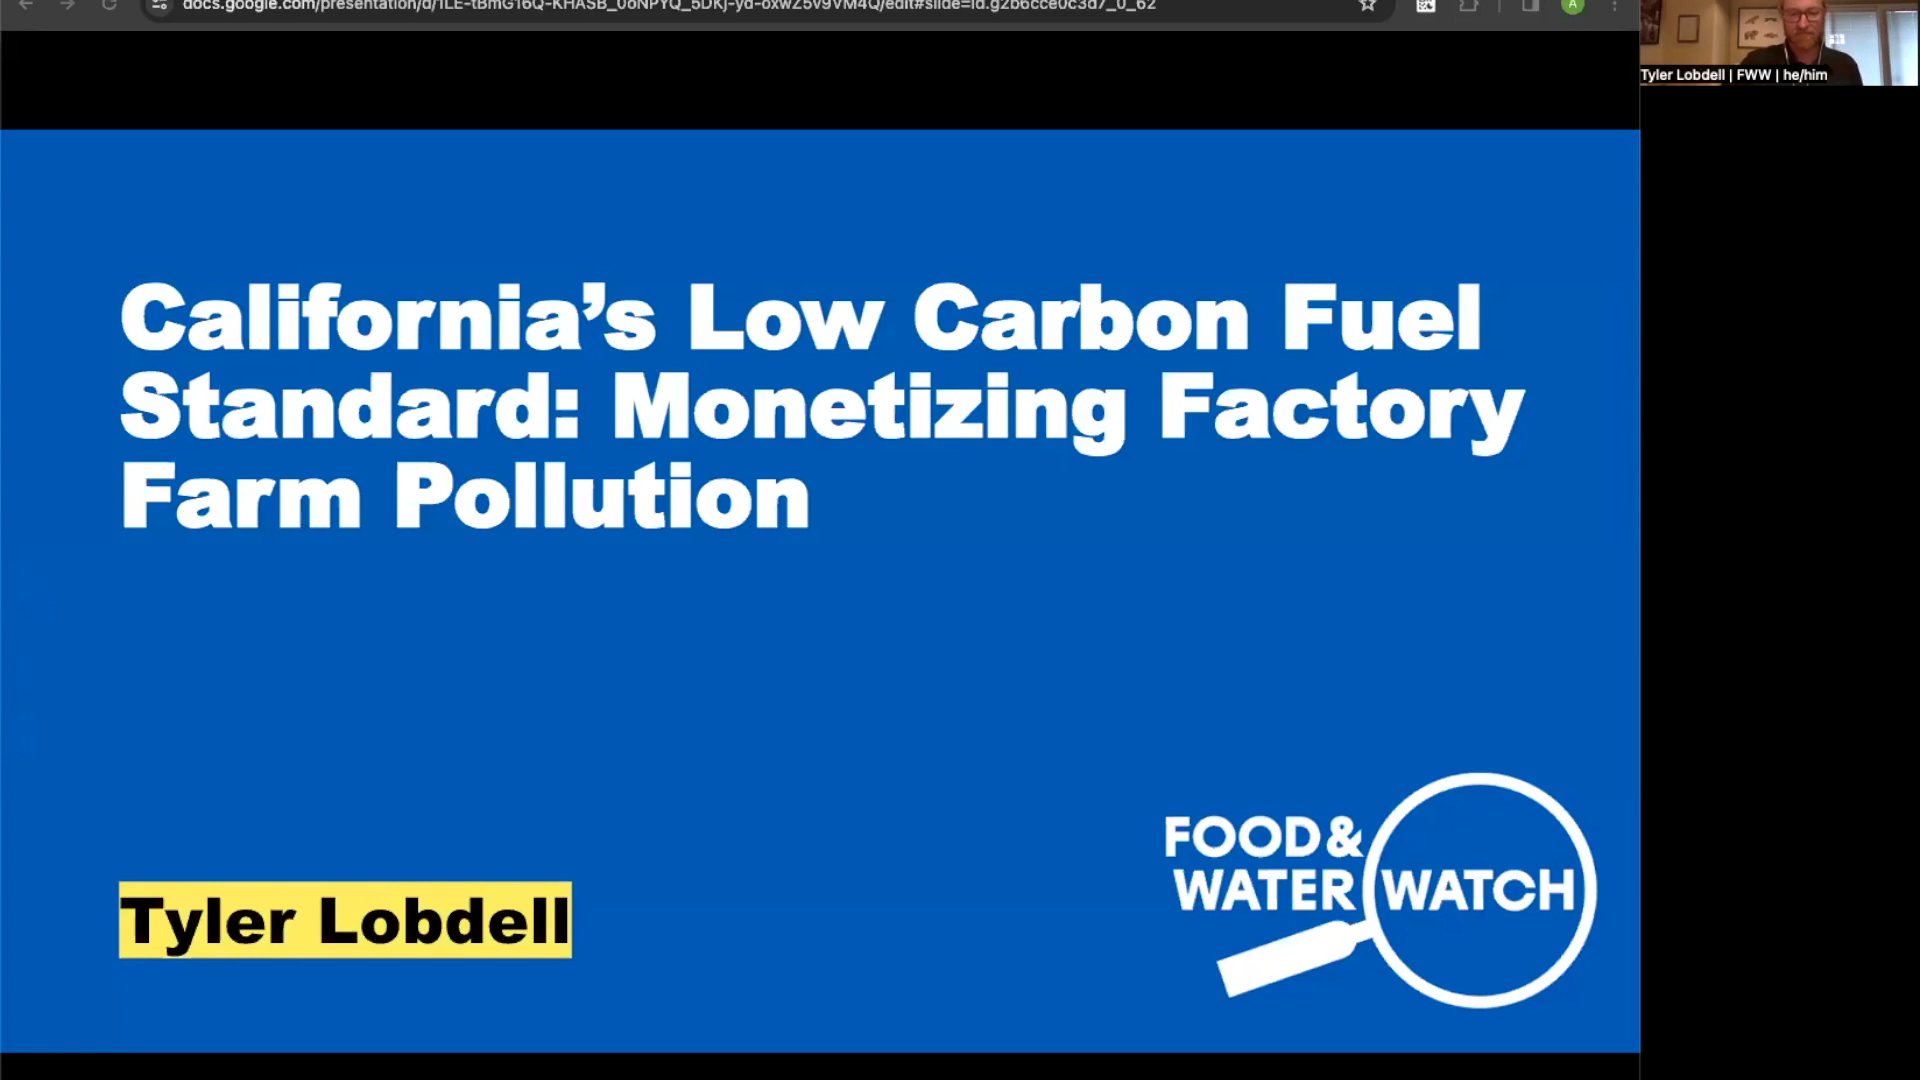 Tyler Lobdell | FWW | he/him
California's Low Carbon Fuel
Standard: Monetizing Factory
Farm Pollution
Tyler Lobdell
FOOD &
WATER WATCH
A